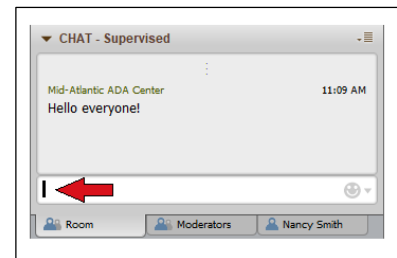 CHAT - Supervised
Mid-Atlantic ADA Center 11:09 AM
Hello everyone!
Room Moderators Nancy Smith